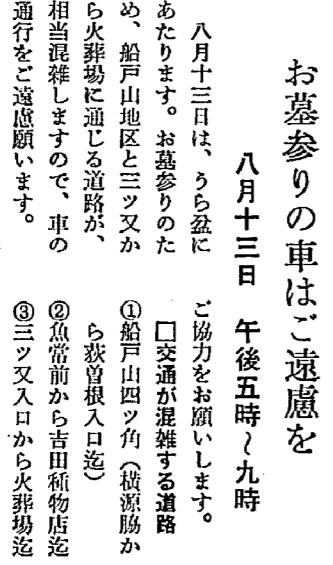 お墓参りの車はご遠慮を
八月十三日　午後五時～九時
八月十三日は、うら盆に
あたります。お墓参りのた
め、船戸山地区と三ツ又か
ら火葬場に通じる道路が、
相当混雑しますので、車の
通行をご遠慮願います。
ご協力をお願いします。
□交通が混雑する道路
①船戸山四ツ角（横源脇か
ら荻曽根入口迄）
②魚常前から吉田種物店迄
③三ツ又入口から火葬場迄